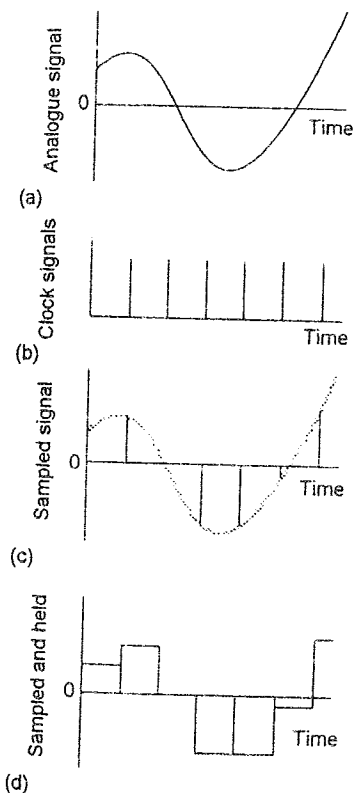 Analogue signal
0
Time
(a)
Clock signals
Time
(b)
Sampled signal
0
Time
(c)
Sampled and held
0
Time
(d)